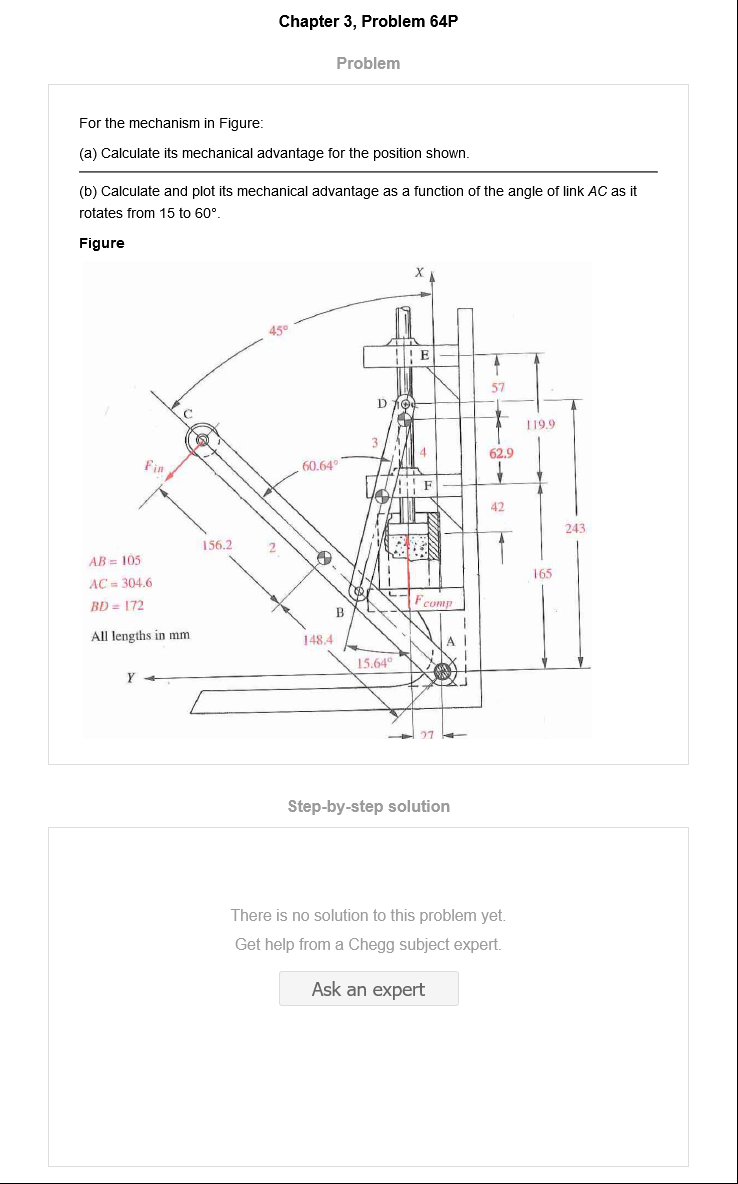 Chapter 3, Problem 64P
Problem
For the mechanism in Figure:
(a) Calculate its mechanical advantage for the position shown.
(b) Calculate and plot its mechanical advantage as a function of the angle of link AC as it
rotates from 15 to 60°.
Figure
X
45°
E
57
D
C
119.9
3
4
62.9
Fin
60.64°
F
42
243
156.2
2
AB = 105
165
AC = 304.6
BD = 172
B
Fcomp
All lengths in mm
148.4
A
15.64°
Y
27
Step-by-step solution
There is no solution to this problem yet.
Get help from a Chegg subject expert.
Ask an expert